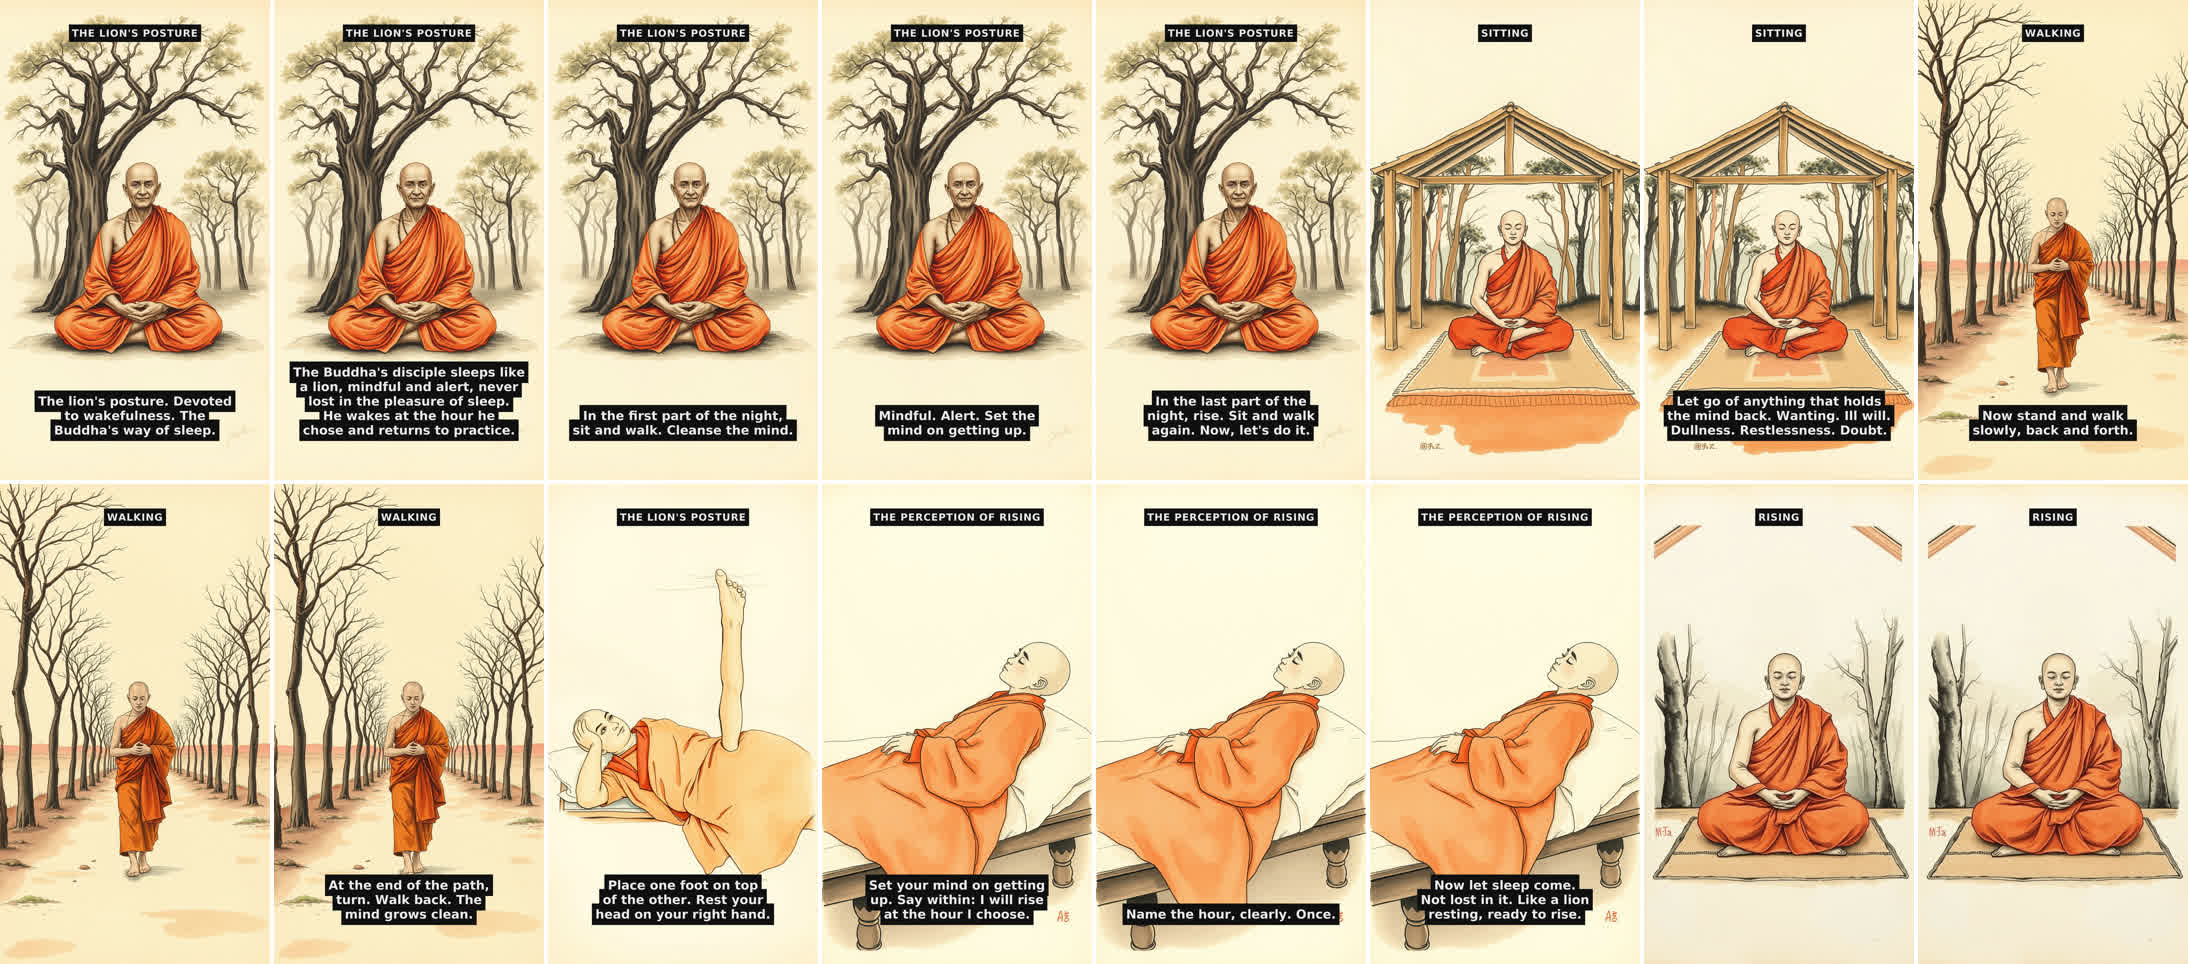 THE LION'S POSTURE
The lion's posture. Devoted
to wakefulness. The
Buddha's way of sleep.
THE LION'S POSTURE
The Buddha's disciple sleeps like
a lion, mindful and alert, never
lost in the pleasure of sleep.
He wakes at the hour he
chose and returns to practice.
THE LION'S POSTURE
In the first part of the night,
sit and walk. Cleanse the mind.
THE LION'S POSTURE
Mindful. Alert. Set the
mind on getting up.
THE LION'S POSTURE
In the last part of the
night, rise. Sit and walk
again. Now, let's do it.
SITTING
SITTING
Let go of anything that holds
the mind back. Wanting. Ill will.
Dullness. Restlessness. Doubt.
WALKING
Now stand and walk
slowly, back and forth.
WALKING
WALKING
At the end of the path,
turn. Walk back. The
mind grows clean.
THE LION'S POSTURE
Place one foot on top
of the other. Rest your
head on your right hand.
THE PERCEPTION OF RISING
Set your mind on getting
up. Say within: I will rise
at the hour I choose.
THE PERCEPTION OF RISING
Name the hour, clearly. Once.
THE PERCEPTION OF RISING
Now let sleep come.
Not lost in it. Like a lion
resting, ready to rise.
RISING
RISING